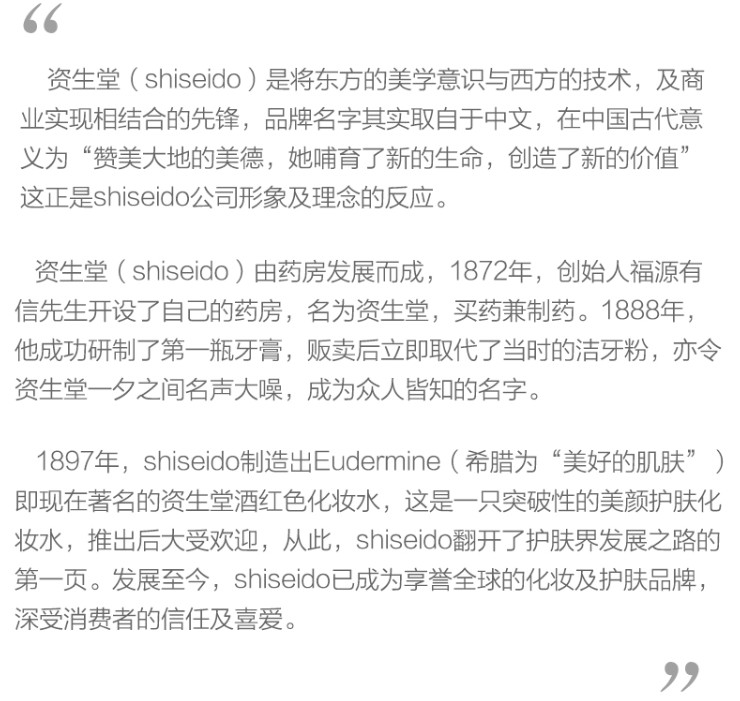 “
资生堂（shiseido）是将东方的美学意识与西方的技术，及商
业实现相结合的先锋，品牌名字其实取自于中文，在中国古代意
义为“赞美大地的美德，她哺育了新的生命，创造了新的价值”
这正是shiseido公司形象及理念的反应。
资生堂（shiseido）由药房发展而成，1872年，创始人福源有
信先生开设了自己的药房，名为资生堂，买药兼制药。1888年，
他成功研制了第一瓶牙膏，贩卖后立即取代了当时的洁牙粉，亦令
资生堂一夕之间名声大噪，成为众人皆知的名字。
1897年，shiseido制造出Eudermine（希腊为“美好的肌肤”）
即现在著名的资生堂酒红色化妆水，这是一只突破性的美颜护肤化
妆水，推出后大受欢迎，从此，shiseido翻开了护肤界发展之路的
第一页。发展至今，shiseido已成为享誉全球的化妆及护肤品牌，
深受消费者的信任及喜爱。
”